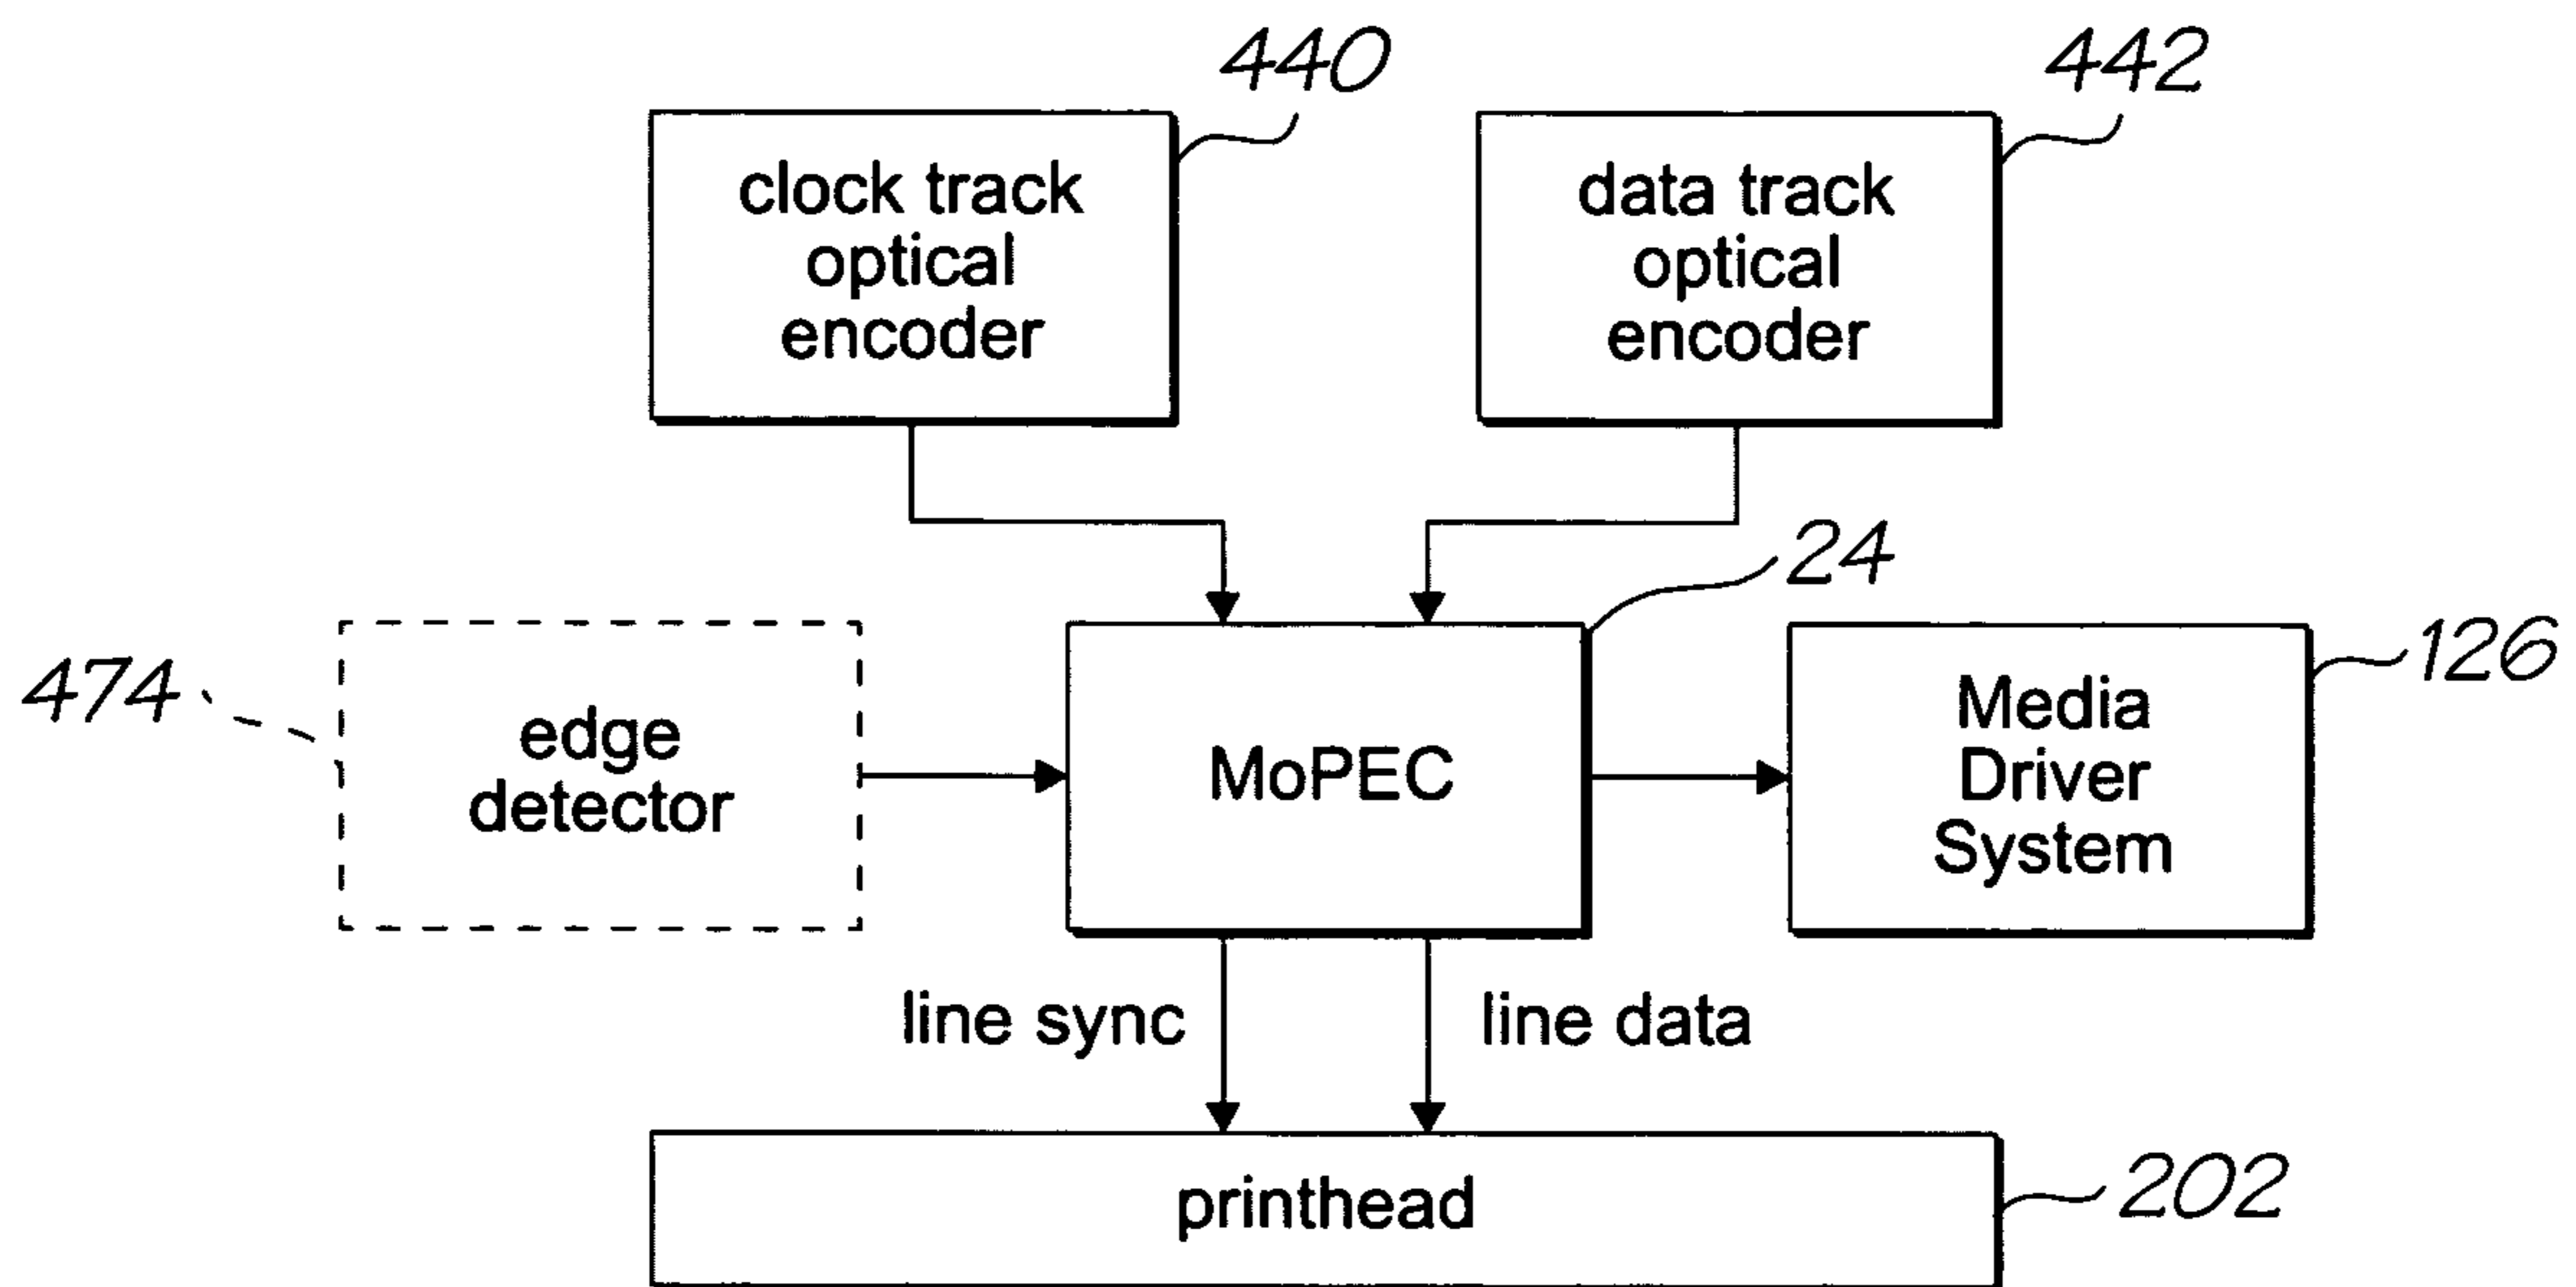 440
442
clock track
optical
encoder
data track
optical
encoder
24
474
edge
detector
MoPEC
Media
Driver
System
126
line sync
line data
printhead
202